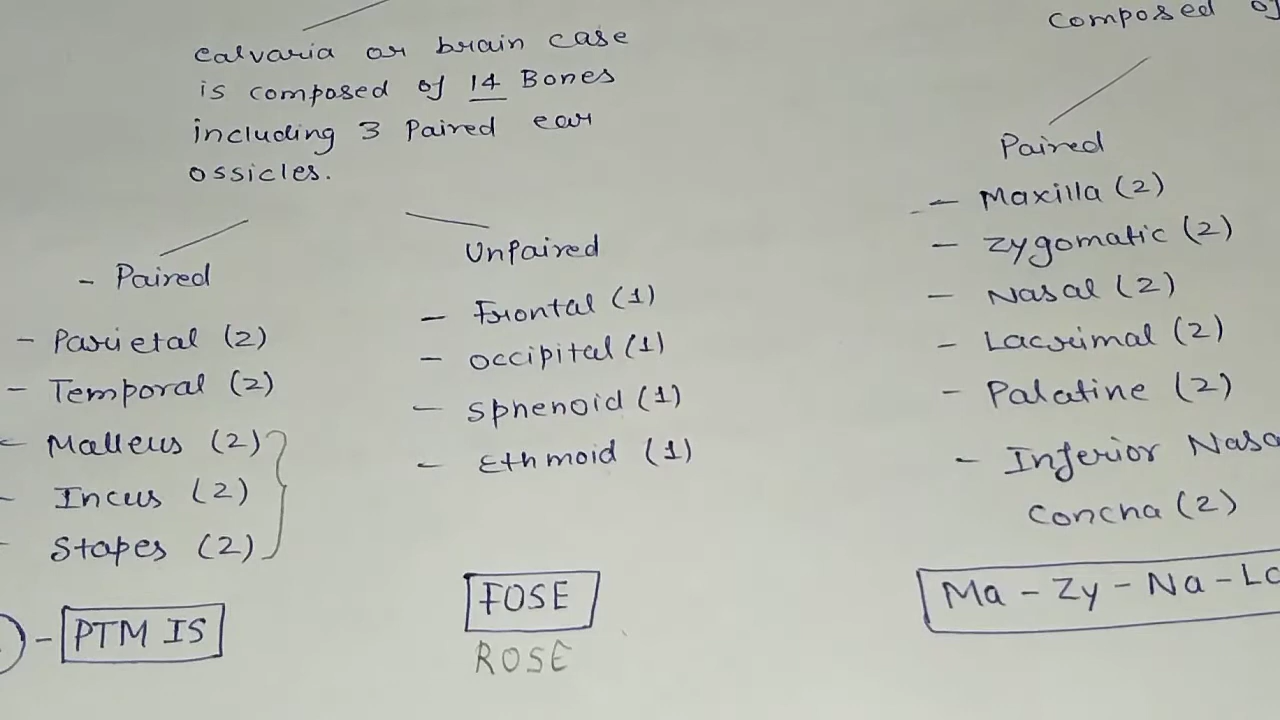 calvaria or brain case
is composed of 14 Bones
including 3 Paired ear
ossicles.
- Paired
- Parietal (2)
- Temporal (2)
- Malleus (2)
- Incus (2)
- Stapes (2)
- PTM IS
Unpaired
- Frontal (1)
- occipital (1)
- Sphenoid (1)
- Ethmoid (1)
FOSE
ROSE
Composed of
Paired
- Maxilla (2)
- Zygomatic (2)
- Nasal (2)
- Lacrimal (2)
- Palatine (2)
- Inferior Nasa
Concha (2)
Ma - Zy - Na - La